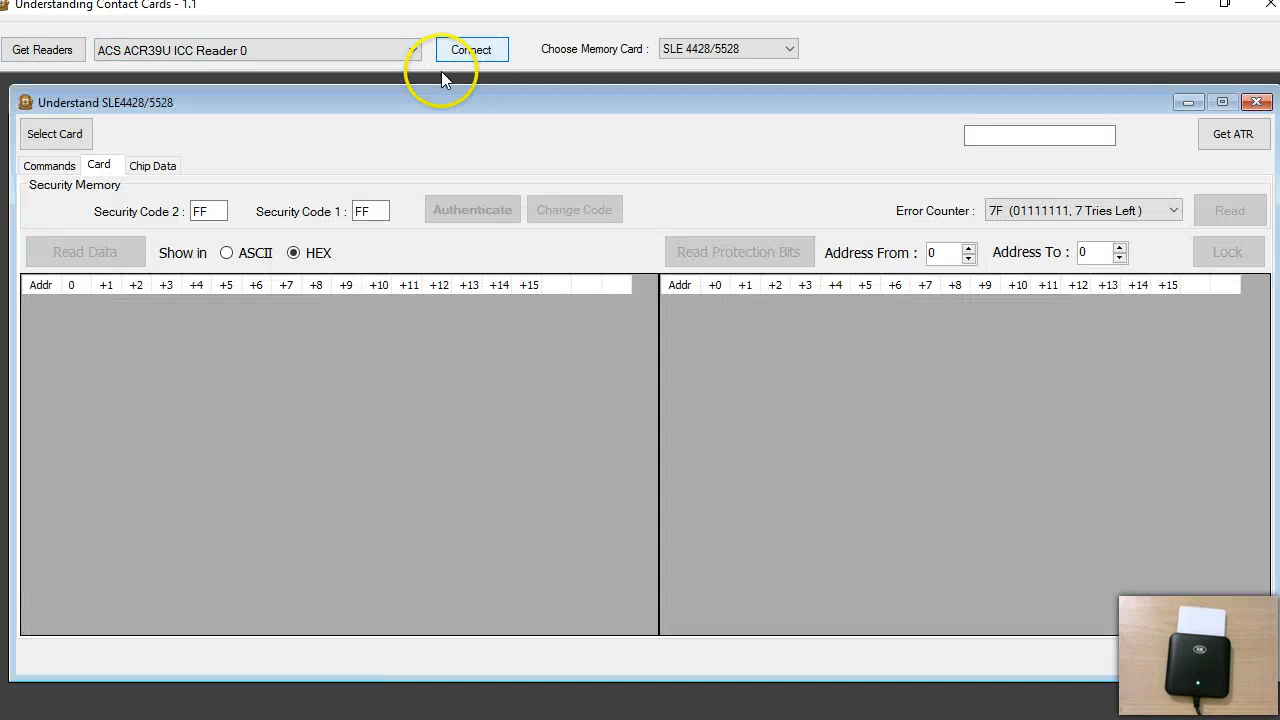 Understanding Contact Cards - 1.1
Get Readers ACS ACR39U ICC Reader 0 Connect Choose Memory Card : SLE 4428/5528
Understand SLE4428/5528
Select Card Get ATR
Commands Card Chip Data
Security Memory
Security Code 2 : FF Security Code 1 : FF Authenticate Change Code Error Counter : 7F (01111111, 7 Tries Left) Read
Read Data Show in ASCII HEX Read Protection Bits Address From : 0 Address To : 0 Lock
Addr 0 +1 +2 +3 +4 +5 +6 +7 +8 +9 +10 +11 +12 +13 +14 +15 Addr +0 +1 +2 +3 +4 +5 +6 +7 +8 +9 +10 +11 +12 +13 +14 +15